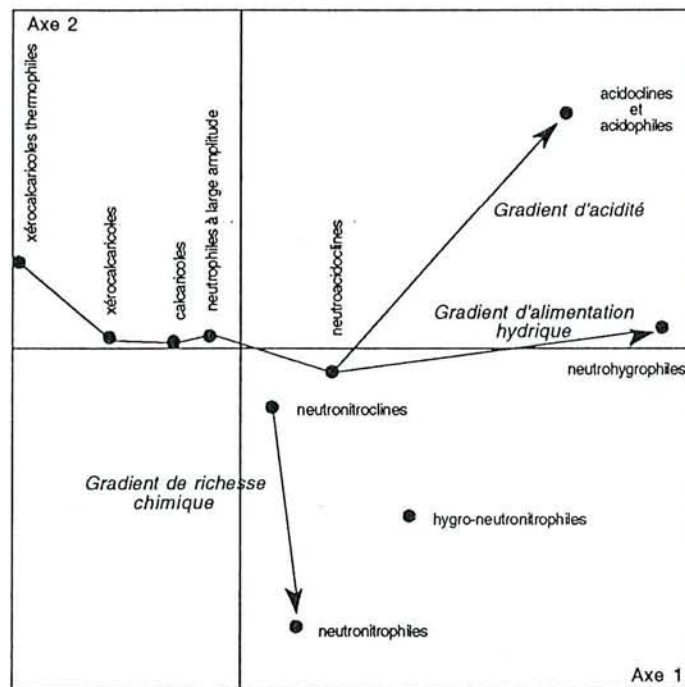 Axe 2
xérocalcaricoles thermophiles
xérocalcaricoles
calcaricoles
neutrophiles à large amplitude
neutroacidoclines
acidoclines
et
acidophiles
Gradient d'acidité
Gradient d'alimentation
hydrique
neutrohygrophiles
neutronitroclines
Gradient de richesse
chimique
hygro-neutronitrophiles
neutronitrophiles
Axe 1